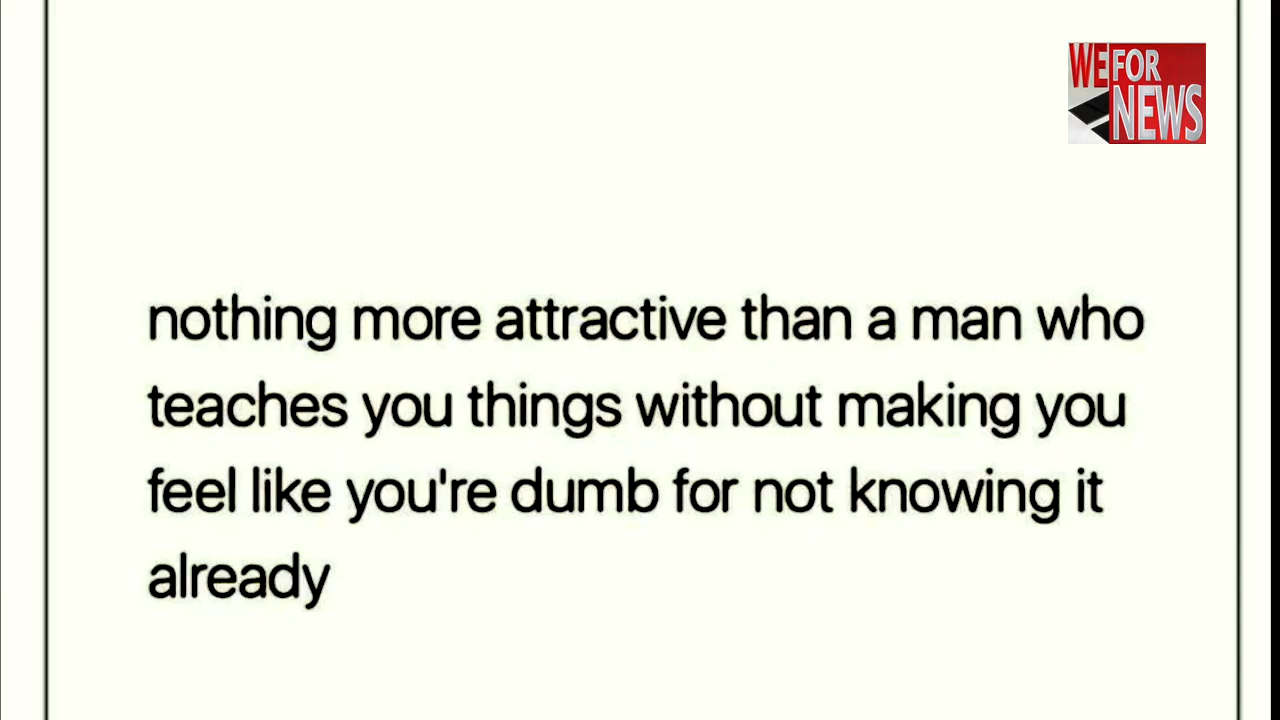 WE FOR
NEWS
nothing more attractive than a man who
teaches you things without making you
feel like you're dumb for not knowing it
already